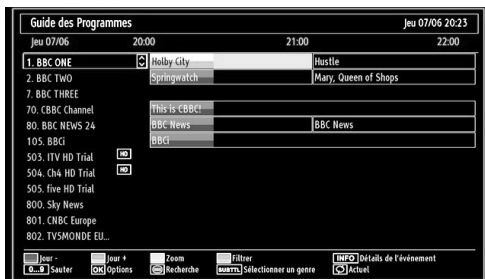 Guide des Programmes Jeu 07/06 20:23
Jeu 07/06 20:00 21:00 22:00
1. BBC ONE Holby City Hustle
2. BBC TWO Springwatch Mary, Queen of Shops
7. BBC THREE
70. CBBC Channel This is CBBC!
80. BBC NEWS 24 BBC News BBC News
105. BBCi BBCi
503. ITV HD Trial HD
504. Ch4 HD Trial HD
505. five HD Trial
800. Sky News
801. CNBC Europe
802. TV5MONDE EU...
Jour - Jour + Zoom Filtrer INFO Détails de l'événement
0...9 Sauter OK Options Recherche SUBTTL Sélectionner un genre Actuel